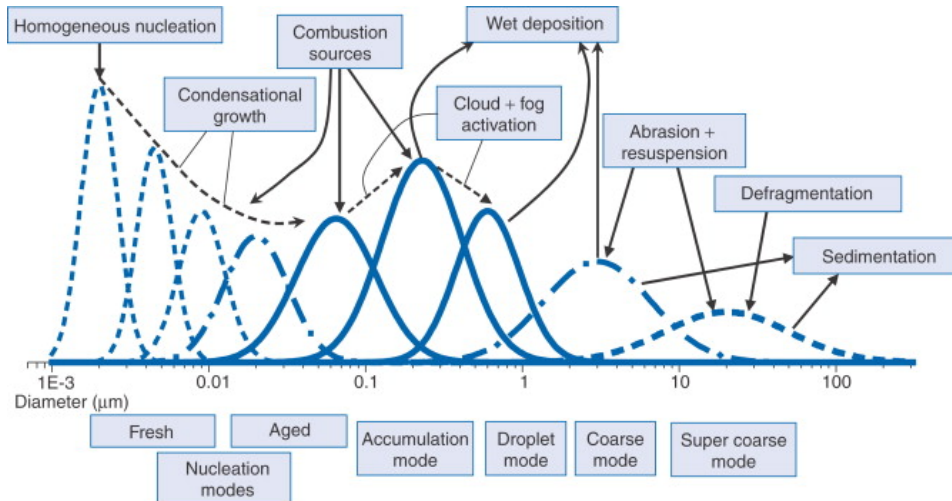 Homogeneous nucleation
Combustion
sources
Wet deposition
Condensational
growth
Cloud + fog
activation
Abrasion +
resuspension
Defragmentation
Sedimentation
1E-3 0.01 0.1 1 10 100
Diameter (μm)
Fresh
Aged
Accumulation
mode
Droplet
mode
Coarse
mode
Super coarse
mode
Nucleation
modes